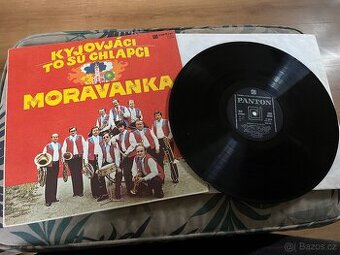 KYJOVJÁCI
TO SÚ CHLAPCI
MORAVANKA
PANTON
Bazos.cz